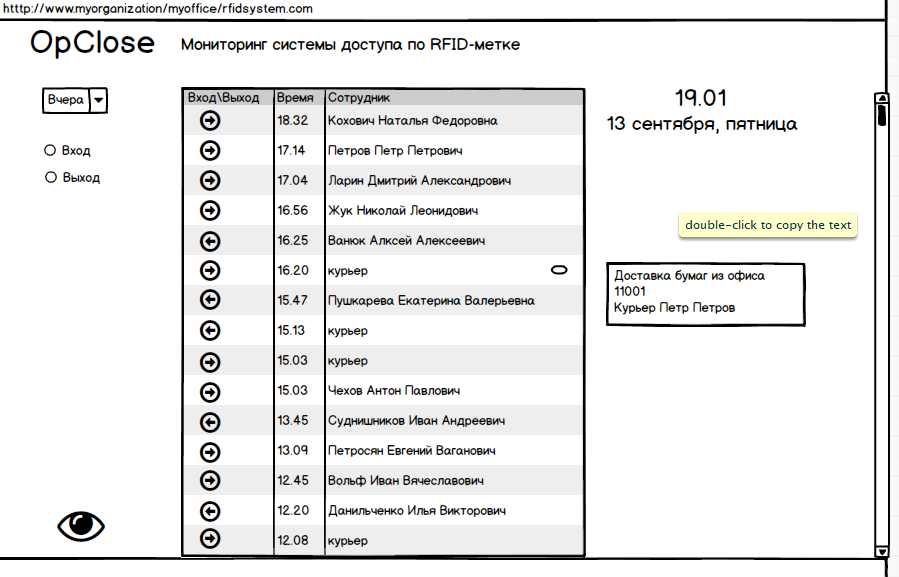 htttp://www.myorganization/myoffice/rfidsystem.com
OpClose
Мониторинг системы доступа по RFID-метке
Вчера
Вход
Выход
Вход\Выход Время Сотрудник
18.32 Кохович Наталья Федоровна
17.14 Петров Петр Петрович
17.04 Ларин Дмитрий Александрович
16.56 Жук Николай Леонидович
16.25 Ванюк Алксей Алексеевич
16.20 курьер
15.47 Пушкарева Екатерина Валерьевна
15.13 курьер
15.03 курьер
15.03 Чехов Антон Павлович
13.45 Суднишников Иван Андреевич
13.09 Петросян Евгений Ваганович
12.45 Вольф Иван Вячеславович
12.20 Данильченко Илья Викторович
12.08 курьер
19.01
13 сентября, пятница
double-click to copy the text
Доставка бумаг из офиса
11001
Курьер Петр Петров